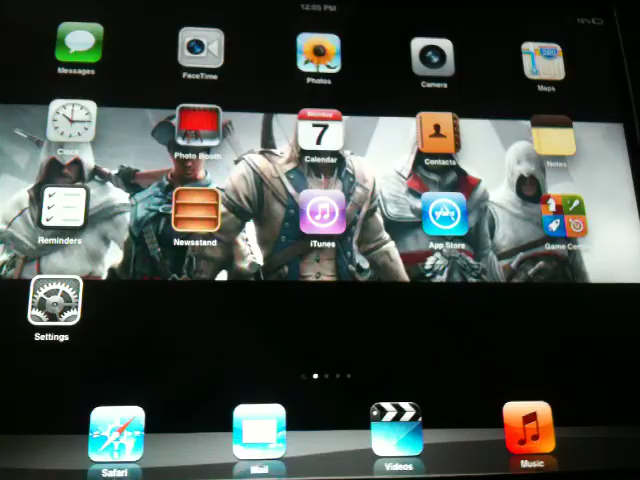 12:05 PM
Messages
FaceTime
Photos
Camera
Maps
Clock
Photo Booth
Monday
7
Calendar
Contacts
Notes
Reminders
Newsstand
iTunes
App Store
Game Center
Settings
Safari
Mail
Videos
Music